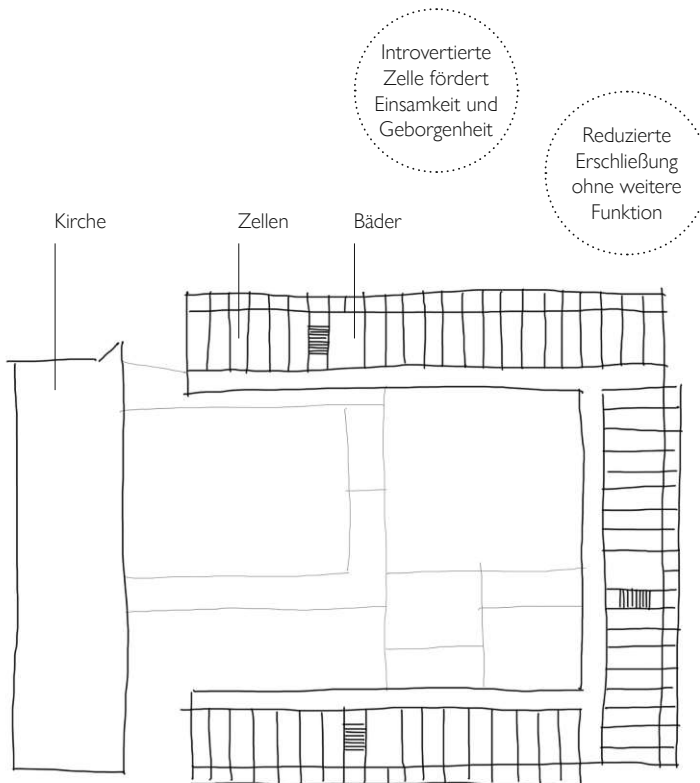 Introvertierte
Zelle fördert
Einsamkeit und
Geborgenheit
Reduzierte
Erschließung
ohne weitere
Funktion
Kirche
Zellen
Bäder